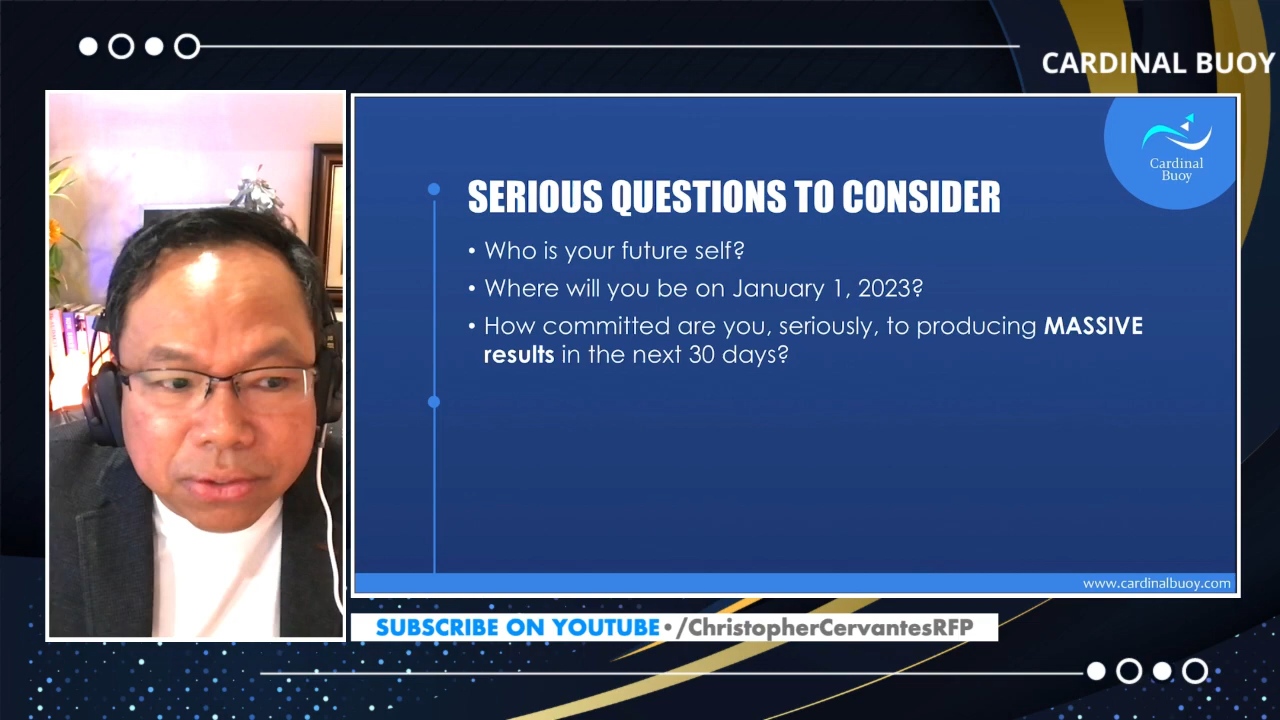 CARDINAL BUOY
Cardinal
Buoy
SERIOUS QUESTIONS TO CONSIDER
• Who is your future self?
• Where will you be on January 1, 2023?
• How committed are you, seriously, to producing MASSIVE
results in the next 30 days?
www.cardinalbuoy.com
SUBSCRIBE ON YOUTUBE • /ChristopherCervantesRFP